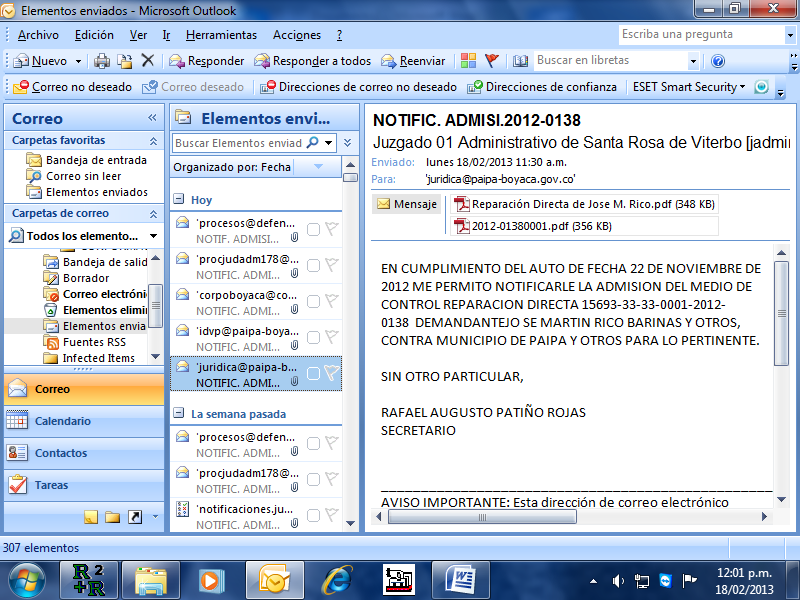 Elementos enviados - Microsoft Outlook
Archivo Edición Ver Ir Herramientas Acciones ?
Escriba una pregunta
Nuevo Responder Responder a todos Reenviar Buscar en libretas
Correo no deseado Correo deseado Direcciones de correo no deseado Direcciones de confianza ESET Smart Security
Correo
Carpetas favoritas
Bandeja de entrada
Correo sin leer
Elementos enviados
Carpetas de correo
Todos los elemento...
Bandeja de salid
Borrador
Correo electróni
Elementos elimi
Elementos envia
Fuentes RSS
Infected Items
Correo
Calendario
Contactos
Tareas
Elementos envi...
Buscar Elementos enviad
Organizado por: Fecha
Hoy
'procesos@defen...
NOTIF. ADMISI...
'procjudadm178@...
NOTIFIC. ADMI...
'corpoboyaca@co...
NOTIFIC. ADMI...
'idvp@paipa-boya...
NOTIFIC. ADMI...
'juridica@paipa-b...
NOTIFIC. ADMI...
La semana pasada
'procesos@defen...
NOTIFIC. ADMI...
'procjudadm178@...
NOTIFIC. ADMI...
'notificaciones.ju...
NOTIFIC. ADMI...
NOTIFIC. ADMISI.2012-0138
Juzgado 01 Administrativo de Santa Rosa de Viterbo [jadmir
Enviado: lunes 18/02/2013 11:30 a.m.
Para: 'juridica@paipa-boyaca.gov.co'
Mensaje
Reparación Directa de Jose M. Rico.pdf (348 KB)
2012-01380001.pdf (356 KB)
EN CUMPLIMIENTO DEL AUTO DE FECHA 22 DE NOVIEMBRE DE
2012 ME PERMITO NOTIFICARLE LA ADMISION DEL MEDIO DE
CONTROL REPARACION DIRECTA 15693-33-33-0001-2012-
0138 DEMANDANTEJO SE MARTIN RICO BARINAS Y OTROS,
CONTRA MUNICIPIO DE PAIPA Y OTROS PARA LO PERTINENTE.
SIN OTRO PARTICULAR,
RAFAEL AUGUSTO PATIÑO ROJAS
SECRETARIO
AVISO IMPORTANTE: Esta dirección de correo electrónico
307 elementos
R2
+R
12:01 p.m.
18/02/2013